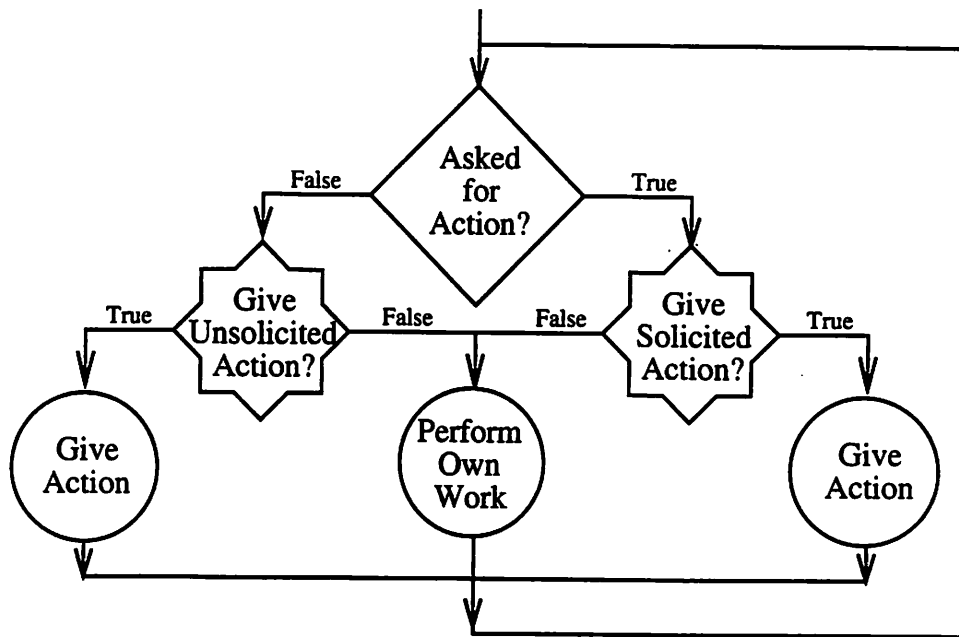 Asked
for
Action?
False
True
Give
Unsolicited
Action?
Give
Solicited
Action?
True
False
False
True
Give
Action
Perform
Own
Work
Give
Action